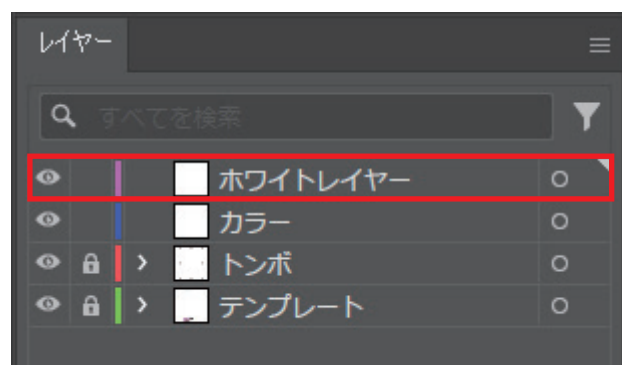 レイヤー
すべてを検索
ホワイトレイヤー
カラー
トンボ
テンプレート